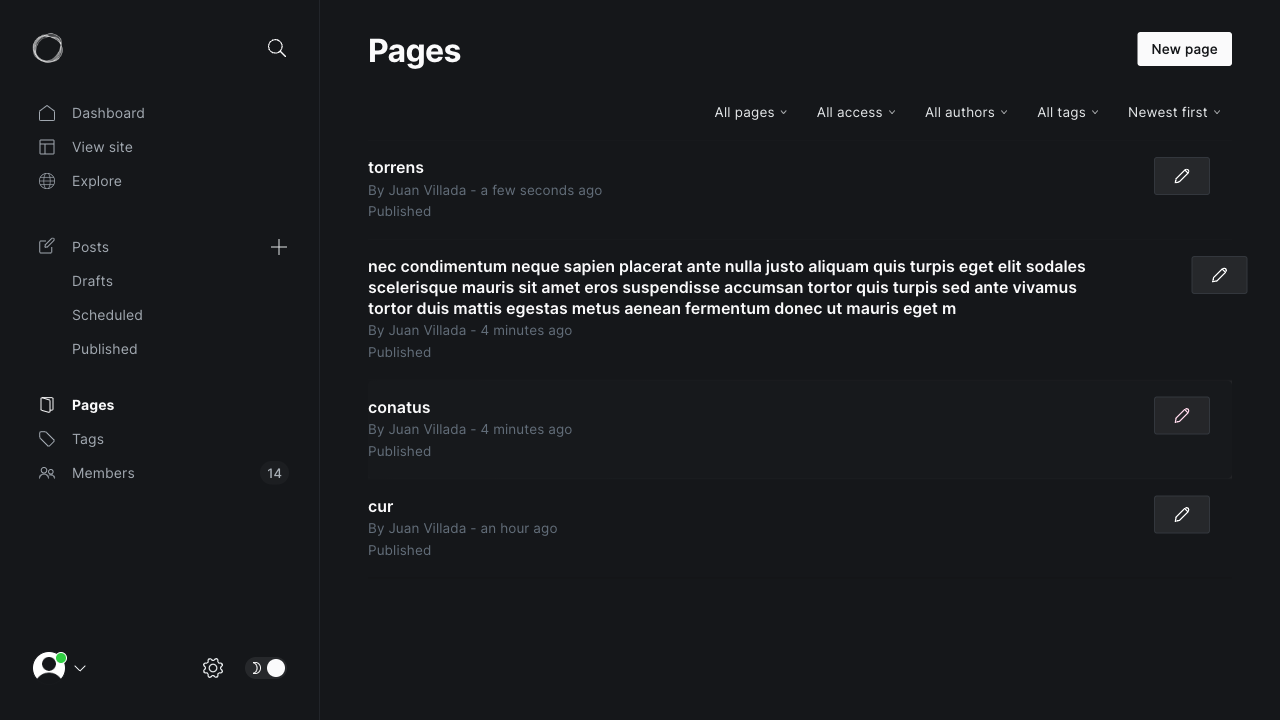 Pages
New page
Dashboard
View site
Explore
Posts
Drafts
Scheduled
Published
Pages
Tags
Members 14
All pages All access All authors All tags Newest first
torrens
By Juan Villada - a few seconds ago
Published
nec condimentum neque sapien placerat ante nulla justo aliquam quis turpis eget elit sodales
scelerisque mauris sit amet eros suspendisse accumsan tortor quis turpis sed ante vivamus
tortor duis mattis egestas metus aenean fermentum donec ut mauris eget m
By Juan Villada - 4 minutes ago
Published
conatus
By Juan Villada - 4 minutes ago
Published
cur
By Juan Villada - an hour ago
Published